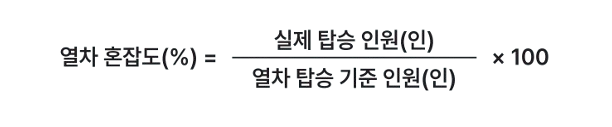 열차 혼잡도(%) = 실제 탑승 인원(인) / 열차 탑승 기준 인원(인) × 100